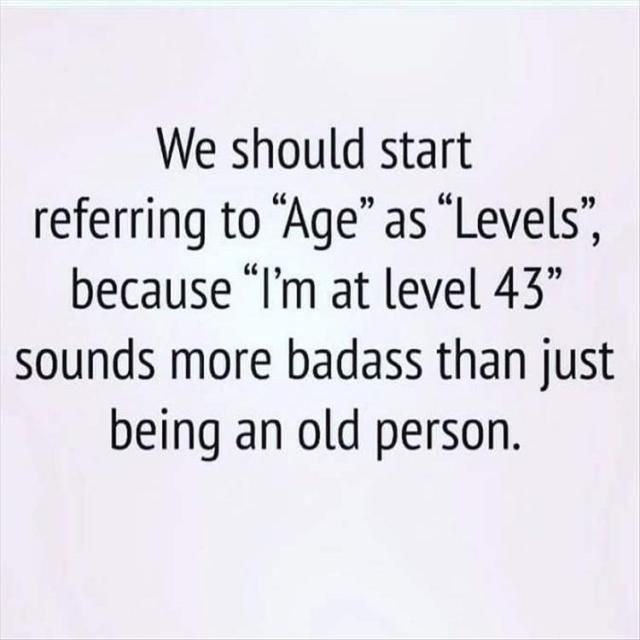 We should start
referring to “Age” as “Levels”,
because “I’m at level 43”
sounds more badass than just
being an old person.